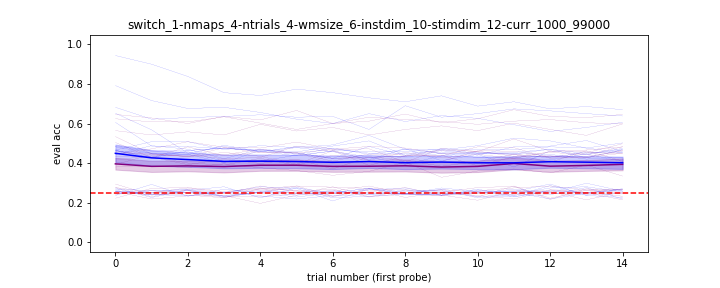 switch_1-nmaps_4-ntrials_4-wmsize_6-instdim_10-stimdim_12-curr_1000_99000
1.0
0.8
0.6
0.4
0.2
0.0
eval acc
0 2 4 6 8 10 12 14
trial number (first probe)